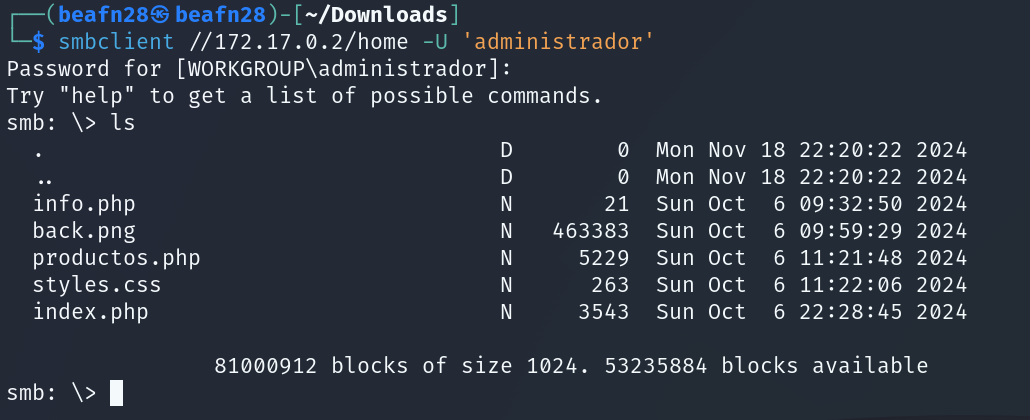 ┌──(beafn28㉿beafn28)-[~/Downloads]
└─$ smbclient //172.17.0.2/home -U 'administrador'
Password for [WORKGROUP\administrador]:
Try "help" to get a list of possible commands.
smb: \> ls
  .                                   D        0  Mon Nov 18 22:20:22 2024
  ..                                  D        0  Mon Nov 18 22:20:22 2024
  info.php                            N       21  Sun Oct  6 09:32:50 2024
  back.png                            N   463383  Sun Oct  6 09:59:29 2024
  productos.php                       N     5229  Sun Oct  6 11:21:48 2024
  styles.css                          N      263  Sun Oct  6 11:22:06 2024
  index.php                           N     3543  Sun Oct  6 22:28:45 2024
                81000912 blocks of size 1024. 53235884 blocks available
smb: \>